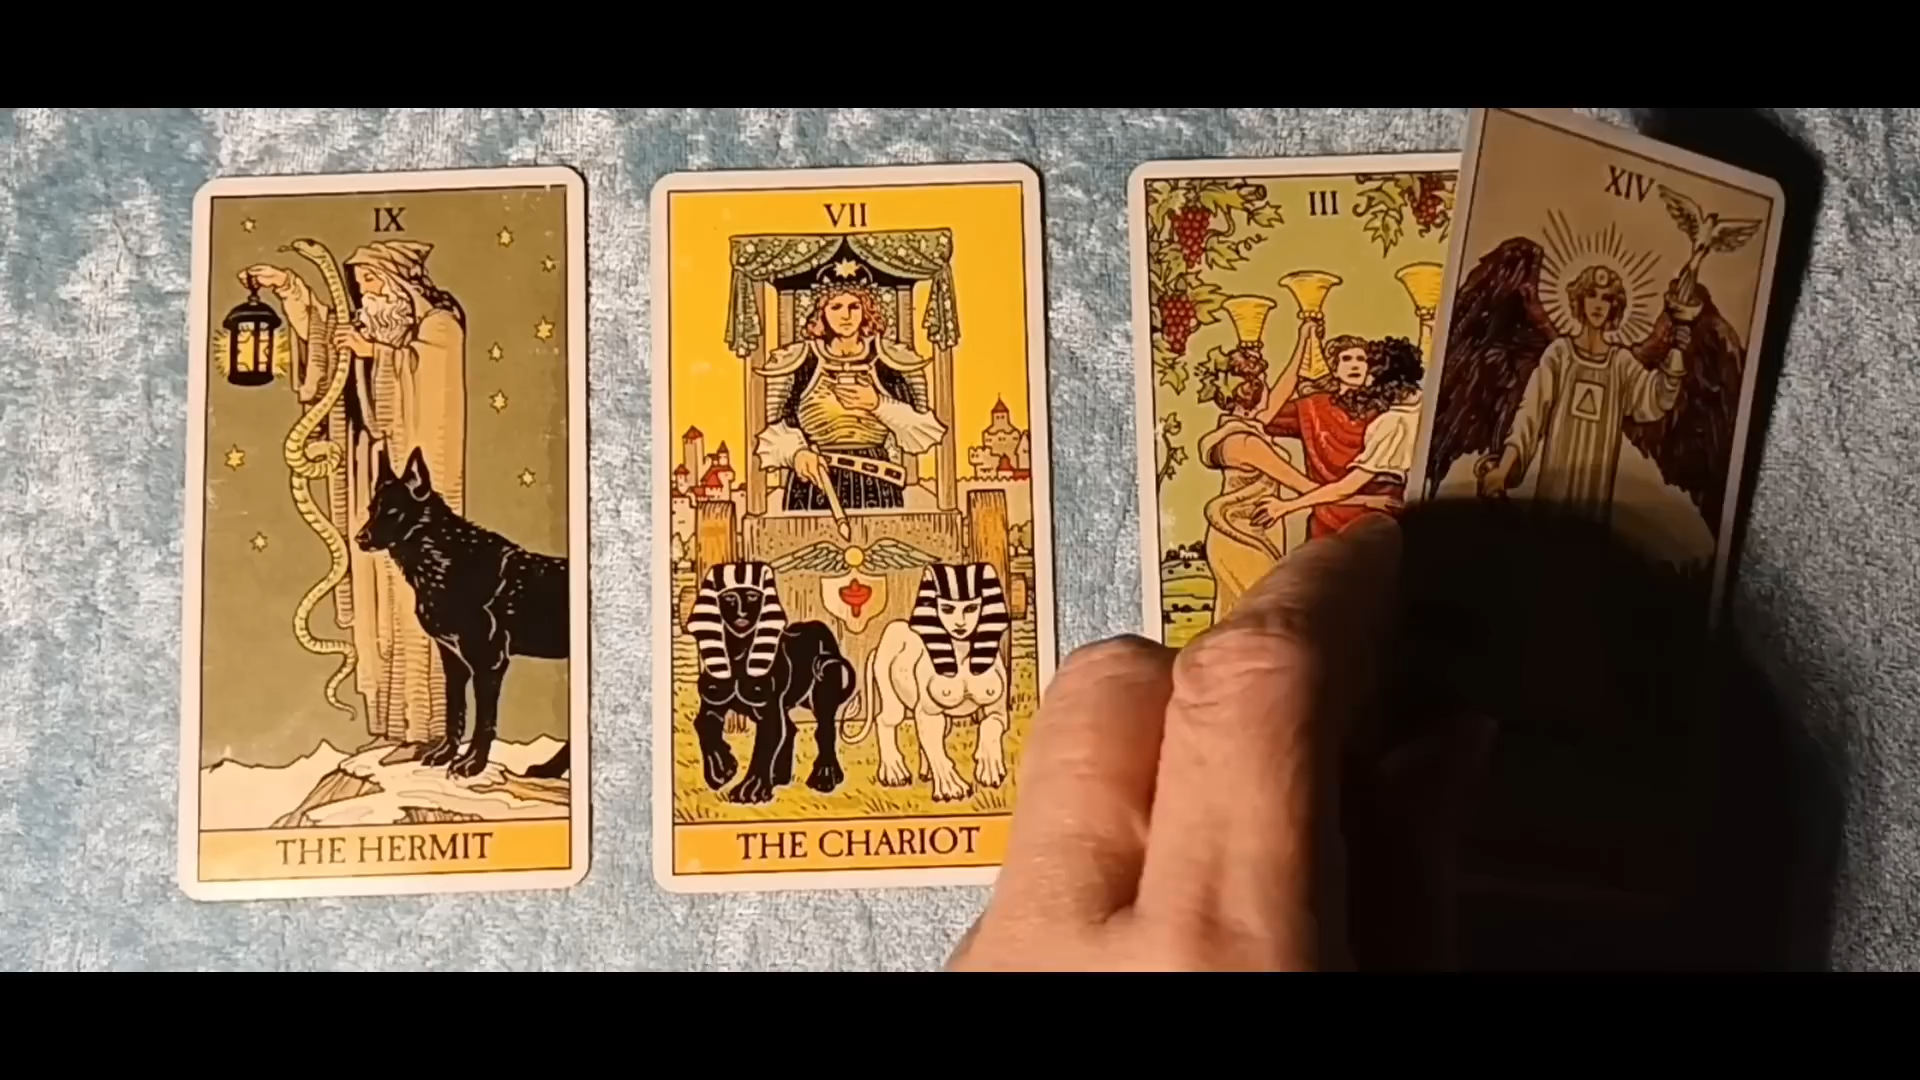 IX
VII
III
XIV
THE HERMIT
THE CHARIOT